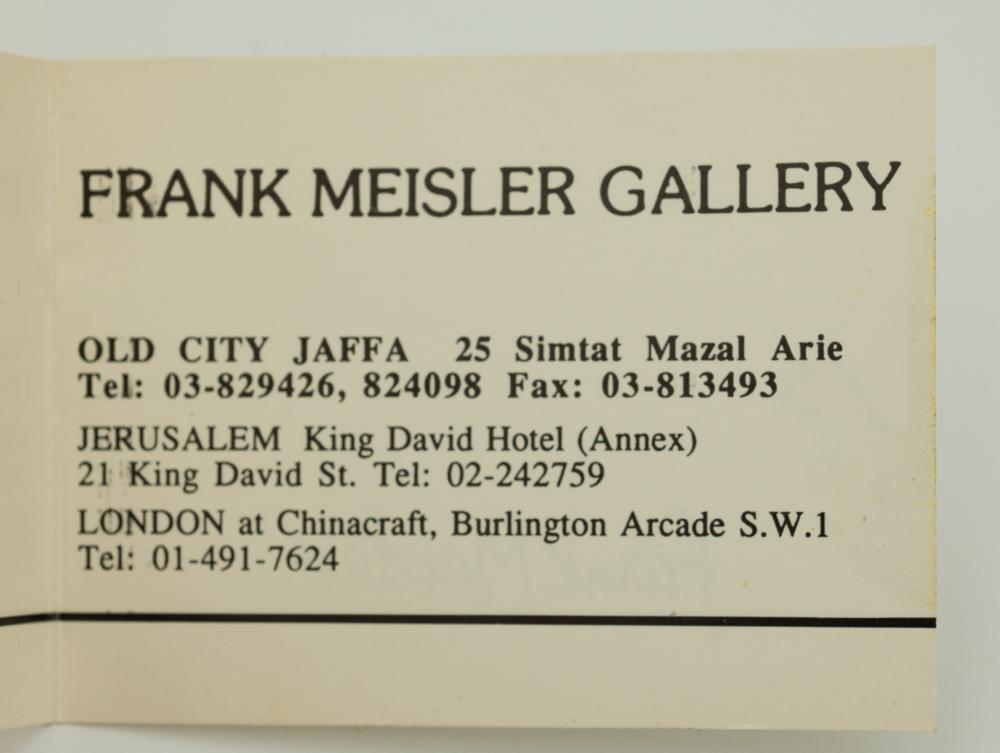 FRANK MEISLER GALLERY
OLD CITY JAFFA 25 Simtat Mazal Arie
Tel: 03-829426, 824098 Fax: 03-813493
JERUSALEM King David Hotel (Annex)
21 King David St. Tel: 02-242759
LONDON at Chinacraft, Burlington Arcade S.W.1
Tel: 01-491-7624